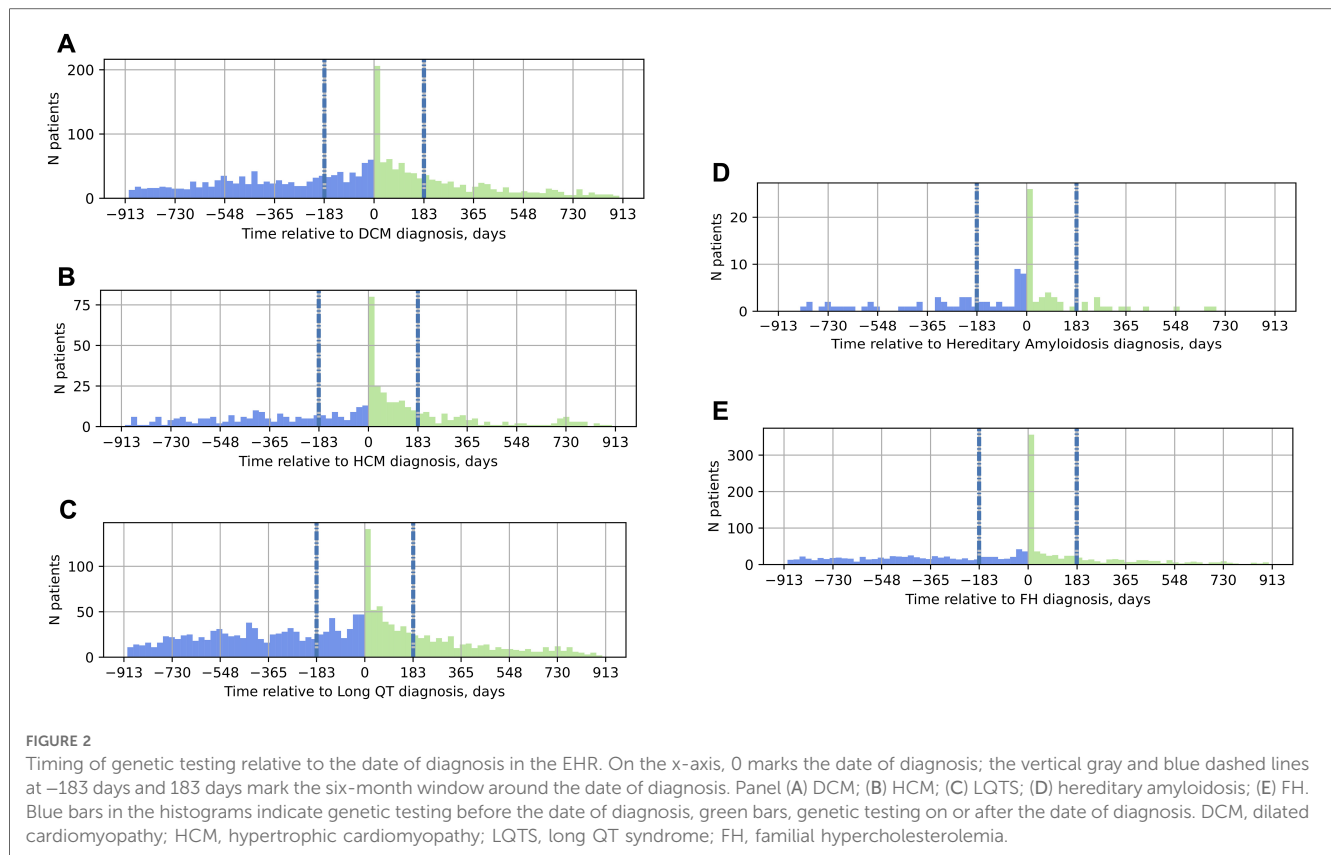 A
200
100
0
N patients
−913 −730 −548 −365 −183 0 183 365 548 730 913
Time relative to DCM diagnosis, days
B
75
50
25
0
N patients
−913 −730 −548 −365 −183 0 183 365 548 730 913
Time relative to HCM diagnosis, days
C
100
50
0
N patients
−913 −730 −548 −365 −183 0 183 365 548 730 913
Time relative to Long QT diagnosis, days
D
20
10
0
N patients
−913 −730 −548 −365 −183 0 183 365 548 730 913
Time relative to Hereditary Amyloidosis diagnosis, days
E
300
200
100
0
N patients
−913 −730 −548 −365 −183 0 183 365 548 730 913
Time relative to FH diagnosis, days
FIGURE 2
Timing of genetic testing relative to the date of diagnosis in the EHR. On the x-axis, 0 marks the date of diagnosis; the vertical gray and blue dashed lines
at −183 days and 183 days mark the six-month window around the date of diagnosis. Panel (A) DCM; (B) HCM; (C) LQTS; (D) hereditary amyloidosis; (E) FH.
Blue bars in the histograms indicate genetic testing before the date of diagnosis, green bars, genetic testing on or after the date of diagnosis. DCM, dilated
cardiomyopathy; HCM, hypertrophic cardiomyopathy; LQTS, long QT syndrome; FH, familial hypercholesterolemia.